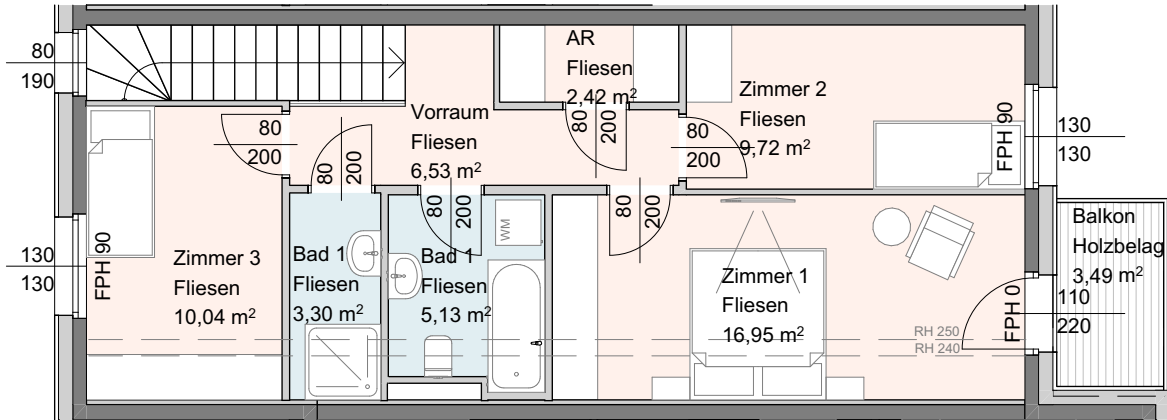 80
190
AR
Fliesen
2,42 m²
Zimmer 2
Fliesen
9,72 m²
Vorraum
Fliesen
6,53 m²
80
200
80
200
80
200
80
200
80
200
80
200
FPH 90
130
130
130
130
FPH 90
Zimmer 3
Fliesen
10,04 m²
Bad 1
Fliesen
3,30 m²
Bad 1
Fliesen
5,13 m²
WM
Zimmer 1
Fliesen
16,95 m²
RH 250
RH 240
FPH 0
110
220
Balkon
Holzbelag
3,49 m²